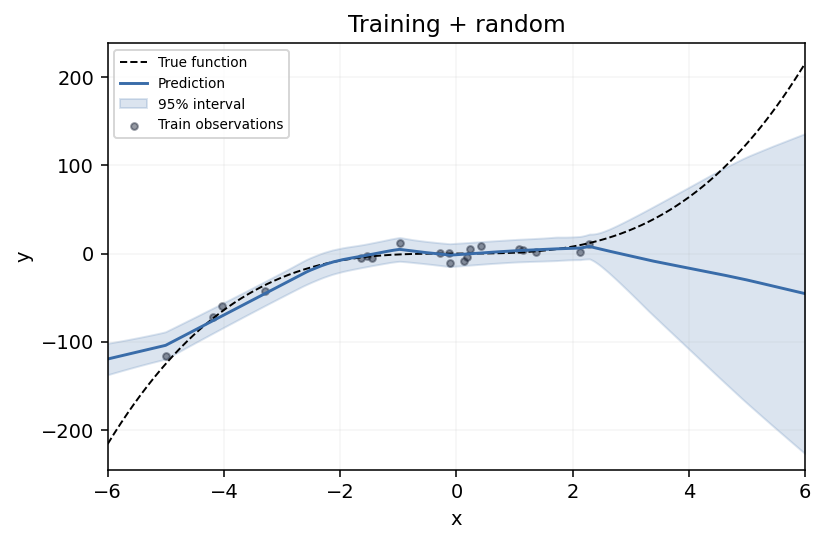 Training + random
True function
Prediction
95% interval
Train observations
200
100
0
−100
−200
y
−6
−4
−2
0
2
4
6
x